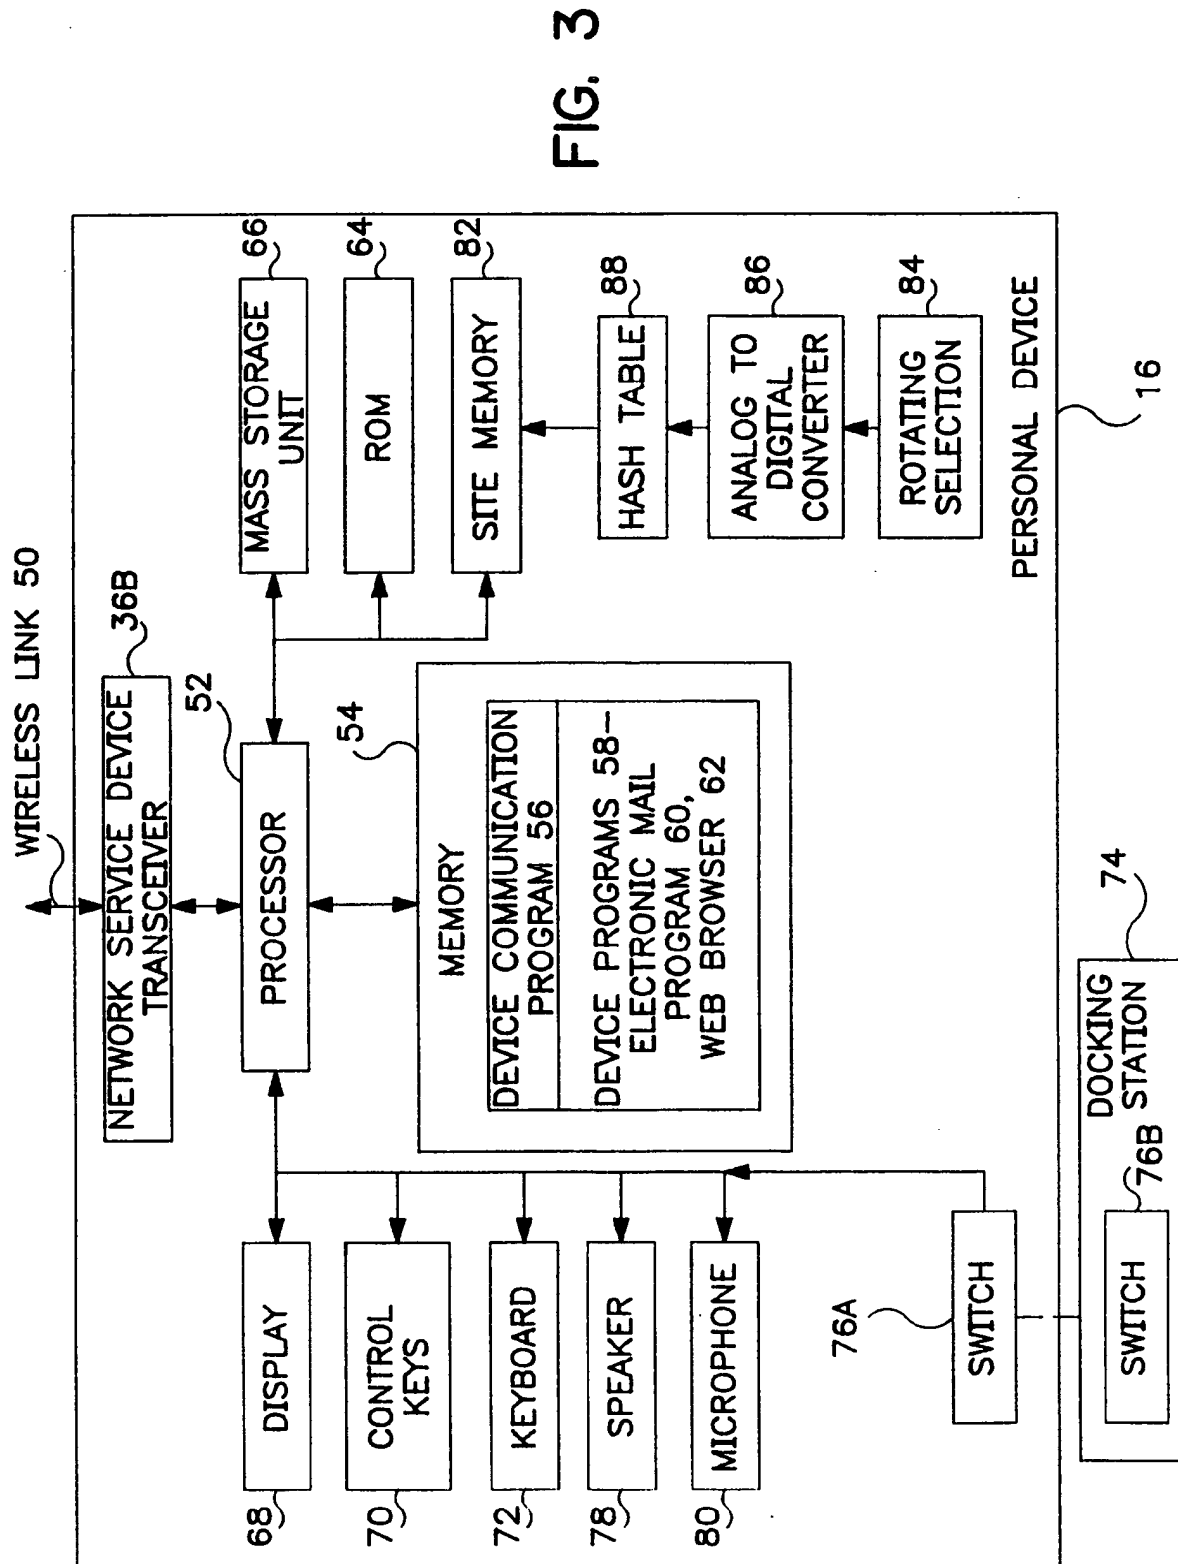 FIG. 3
WIRELESS LINK 50
NETWORK SERVICE DEVICE
TRANSCEIVER
36B
PROCESSOR
52
MASS STORAGE
UNIT
66
ROM
64
SITE MEMORY
82
HASH TABLE
88
ANALOG TO
DIGITAL
CONVERTER
86
ROTATING
SELECTION
84
PERSONAL DEVICE
16
MEMORY
54
DEVICE COMMUNICATION
PROGRAM 56
DEVICE PROGRAMS 58—
ELECTRONIC MAIL
PROGRAM 60,
WEB BROWSER 62
DISPLAY
68
CONTROL
KEYS
70
KEYBOARD
72
SPEAKER
78
MICROPHONE
80
SWITCH
76A
DOCKING
STATION
74
SWITCH
76B